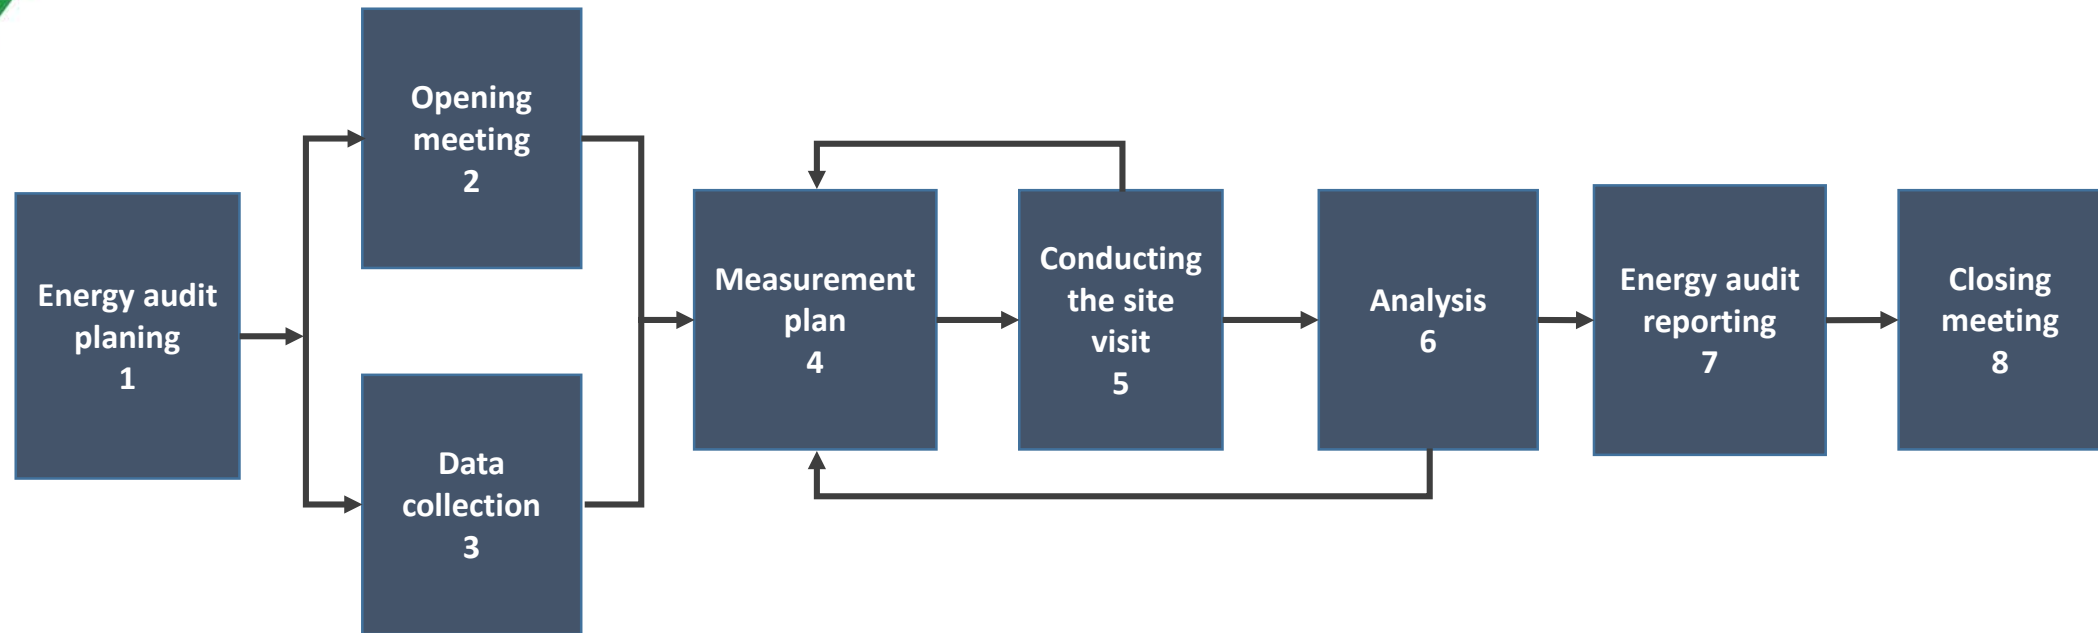 Energy audit
planing
1
Opening
meeting
2
Data
collection
3
Measurement
plan
4
Conducting
the site
visit
5
Analysis
6
Energy audit
reporting
7
Closing
meeting
8